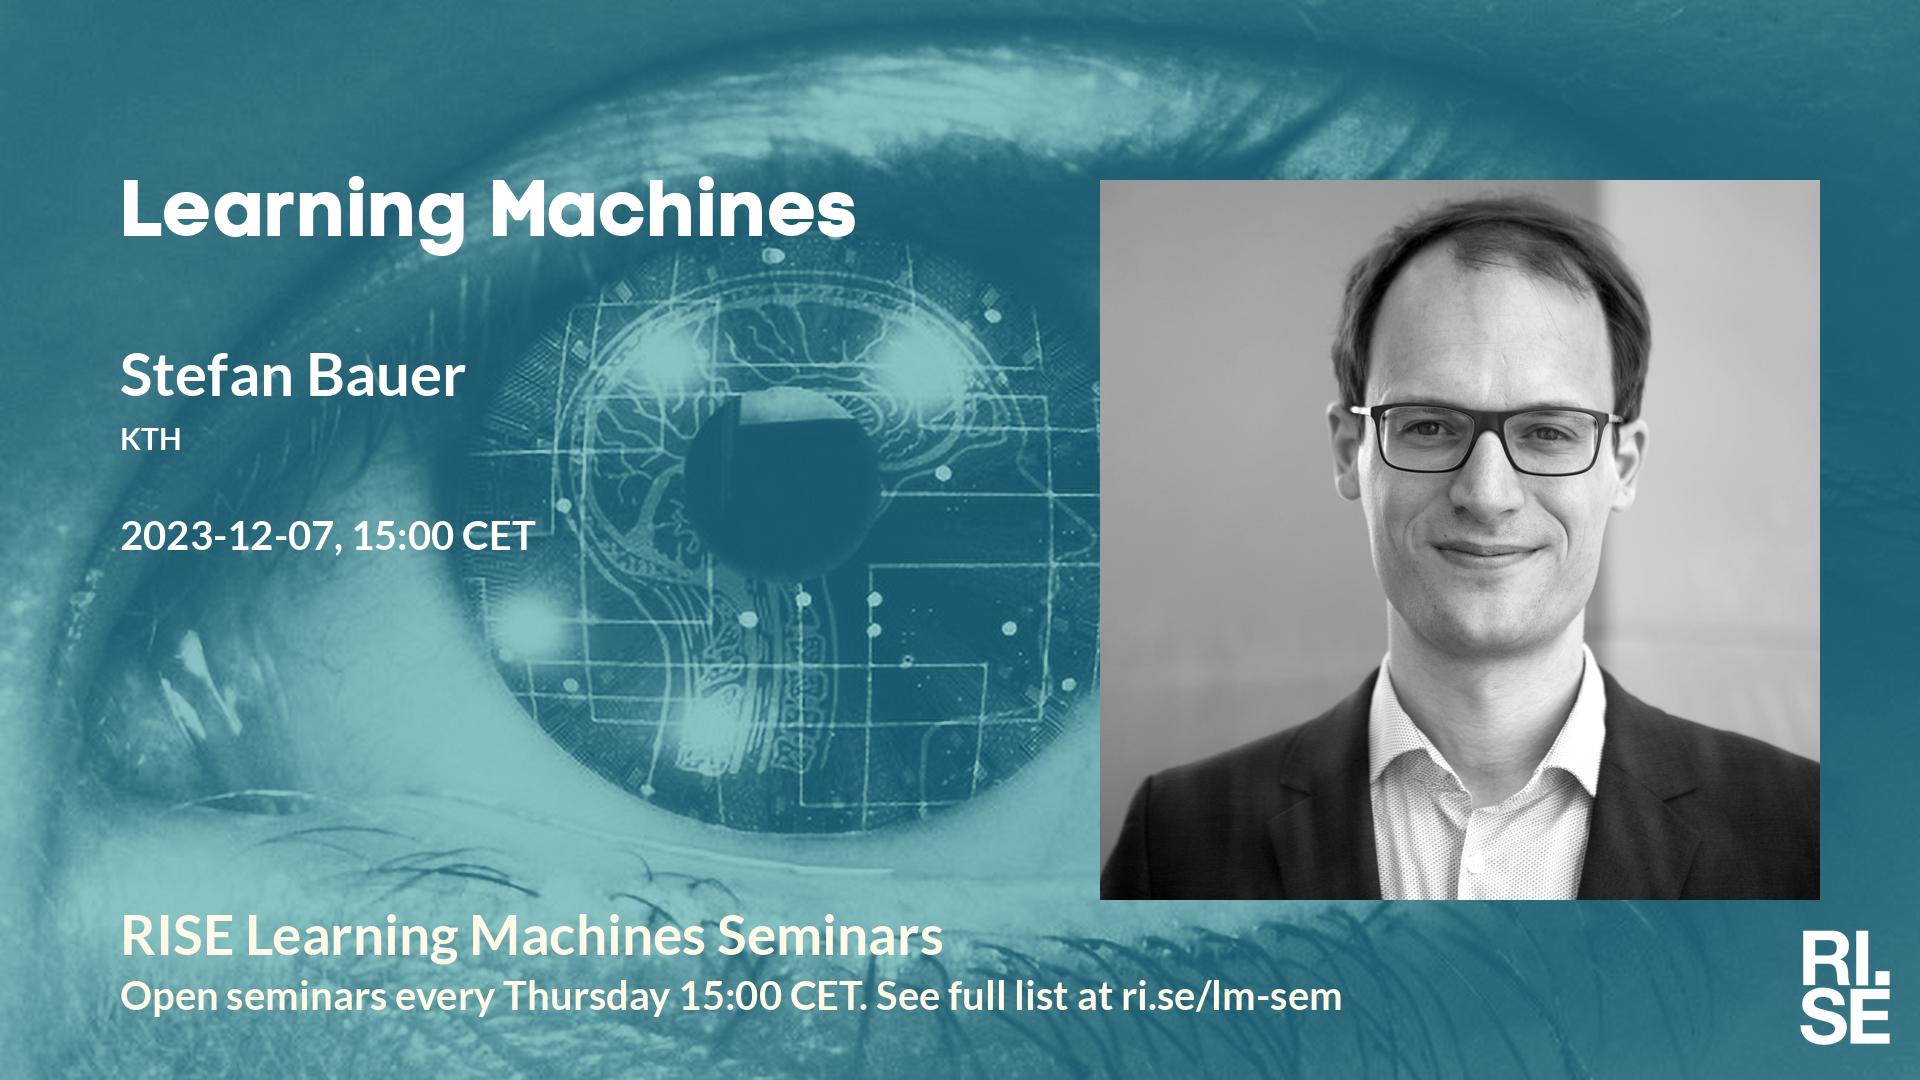 Learning Machines
Stefan Bauer
KTH
2023-12-07, 15:00 CET
RISE Learning Machines Seminars
Open seminars every Thursday 15:00 CET. See full list at ri.se/lm-sem
RI.
SE